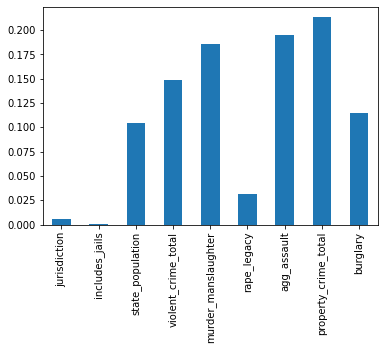 0.200
0.175
0.150
0.125
0.100
0.075
0.050
0.025
0.000
jurisdiction
includes_jails
state_population
violent_crime_total
murder_manslaughter
rape_legacy
agg_assault
property_crime_total
burglary